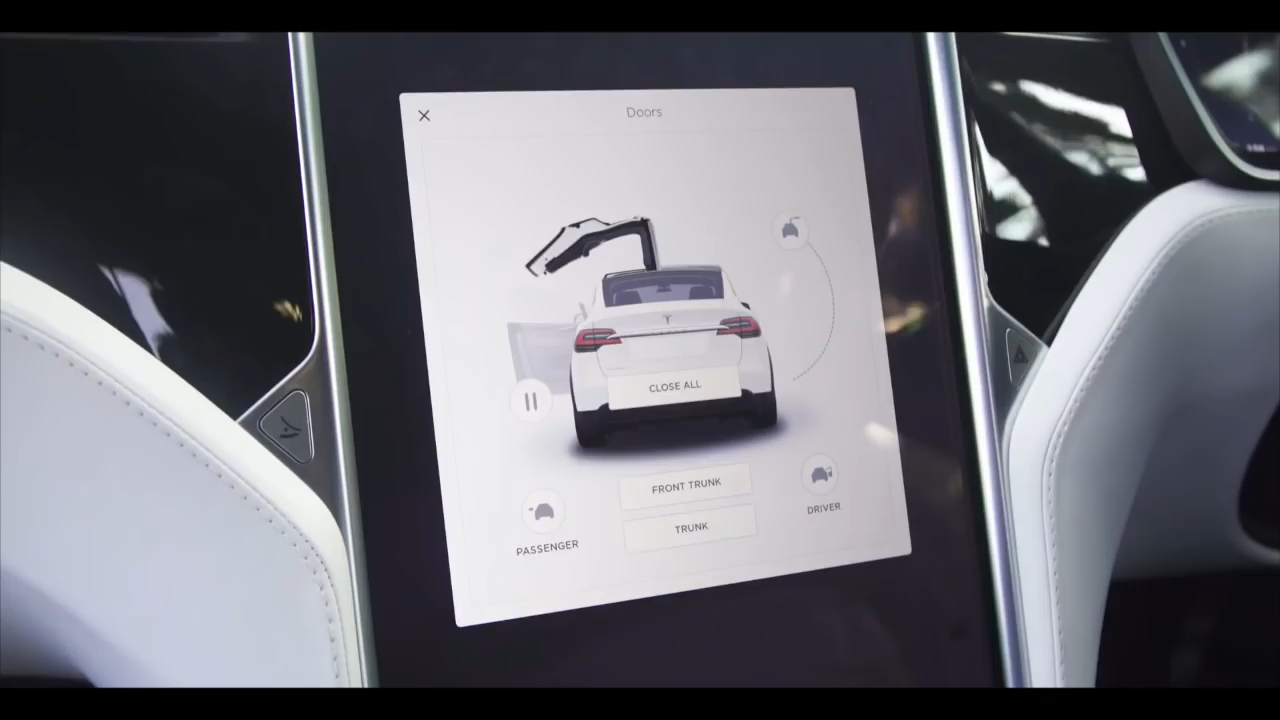 Doors
CLOSE ALL
FRONT TRUNK
TRUNK
PASSENGER
DRIVER